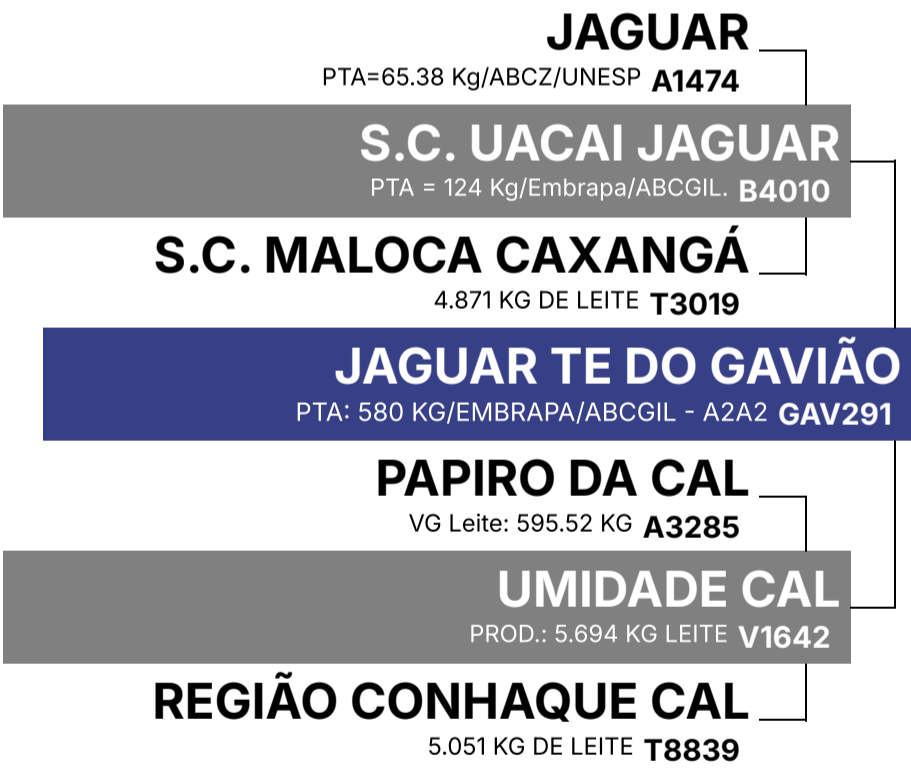 JAGUAR
PTA=65.38 Kg/ABCZ/UNESP A1474
S.C. UACAI JAGUAR
PTA = 124 Kg/Embrapa/ABCGIL. B4010
S.C. MALOCA CAXANGÁ
4.871 KG DE LEITE T3019
JAGUAR TE DO GAVIÃO
PTA: 580 KG/EMBRAPA/ABCGIL - A2A2 GAV291
PAPIRO DA CAL
VG Leite: 595.52 KG A3285
UMIDADE CAL
PROD.: 5.694 KG LEITE V1642
REGIÃO CONHAQUE CAL
5.051 KG DE LEITE T8839